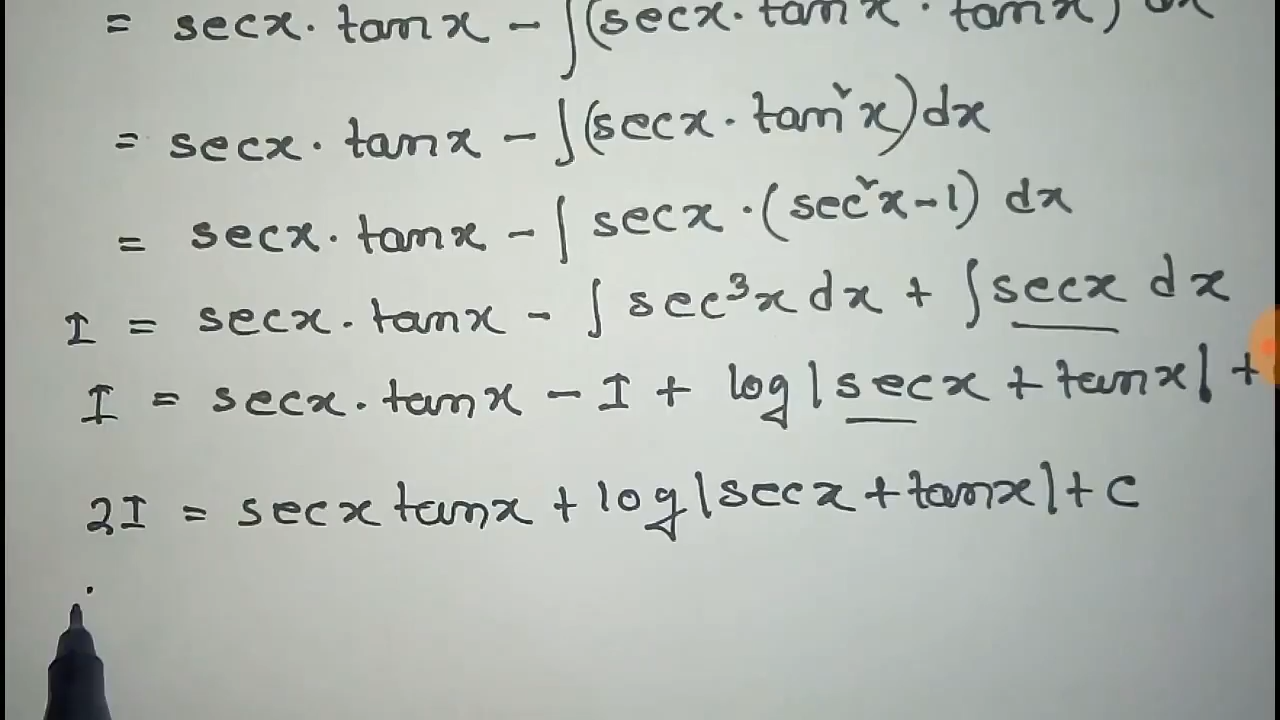 = secx. tanx - ∫(secx. tanx . tanx) dx
= secx. tanx - ∫(secx. tan²x)dx
= secx. tanx - ∫ secx .(sec²x-1) dx
I = secx. tanx - ∫ sec³x dx + ∫ secx dx
I = secx. tanx - I + log|secx + tanx| +
2I = secx tanx + log|secx + tanx| + c